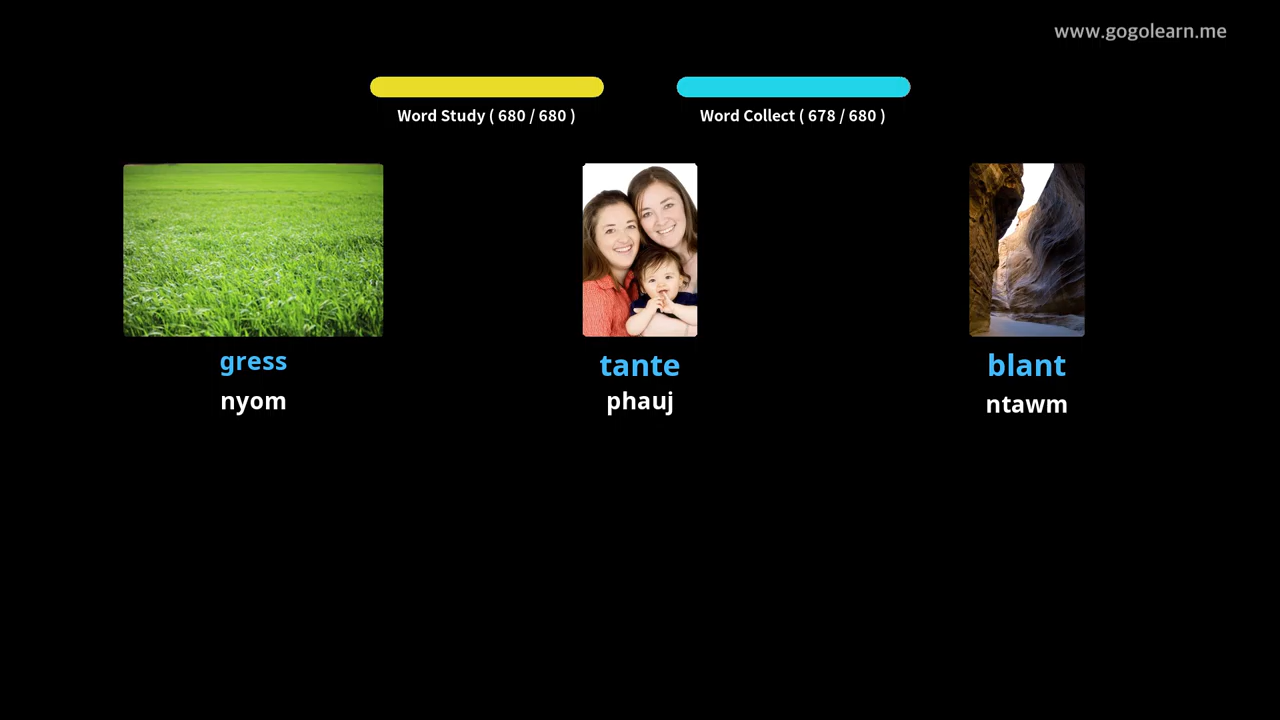 www.gogolearn.me
Word Study ( 680 / 680 )
Word Collect ( 678 / 680 )
gress
tante
blant
nyom
phauj
ntawm